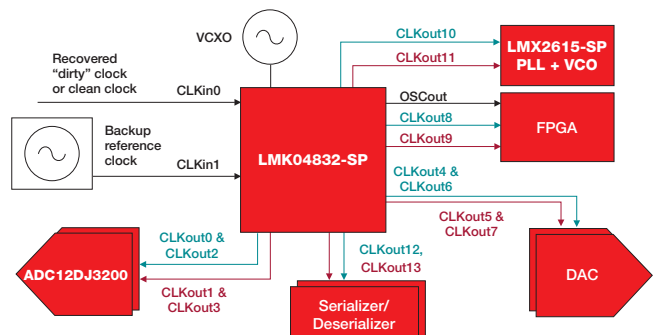 VCXO
CLKout10
CLKout11
LMX2615-SP
PLL + VCO
Recovered
“dirty” clock
or clean clock
CLKin0
OSCout
CLKout8
CLKout9
FPGA
Backup
reference
clock
CLKin1
LMK04832-SP
CLKout4 &
CLKout6
CLKout5 &
CLKout7
DAC
ADC12DJ3200
CLKout0 &
CLKout2
CLKout1 &
CLKout3
CLKout12,
CLKout13
Serializer/
Deserializer